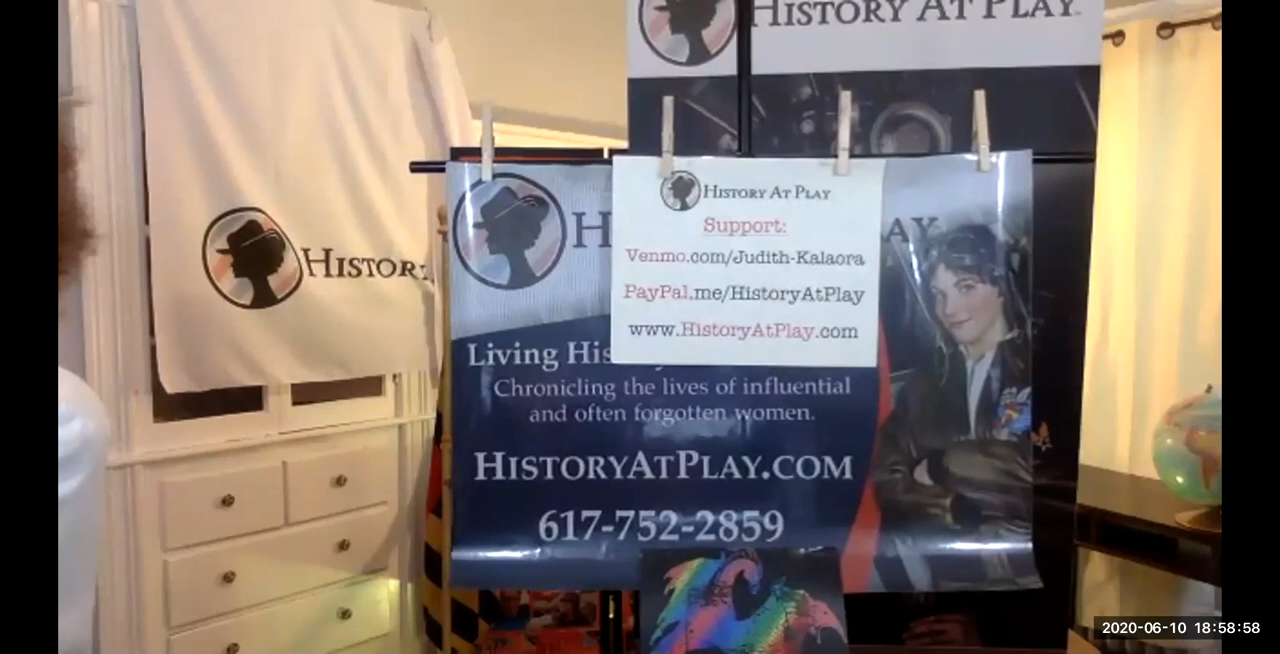 HISTORY AT PLAY
HISTORY
HISTORY AT PLAY
Support:
Venmo.com/Judith-Kalaora
PayPal.me/HistoryAtPlay
www.HistoryAtPlay.com
H
AY
Living His
Chronicling the lives of influential
and often forgotten women.
HISTORYATPLAY.COM
617-752-2859
2020-06-10 18:58:58